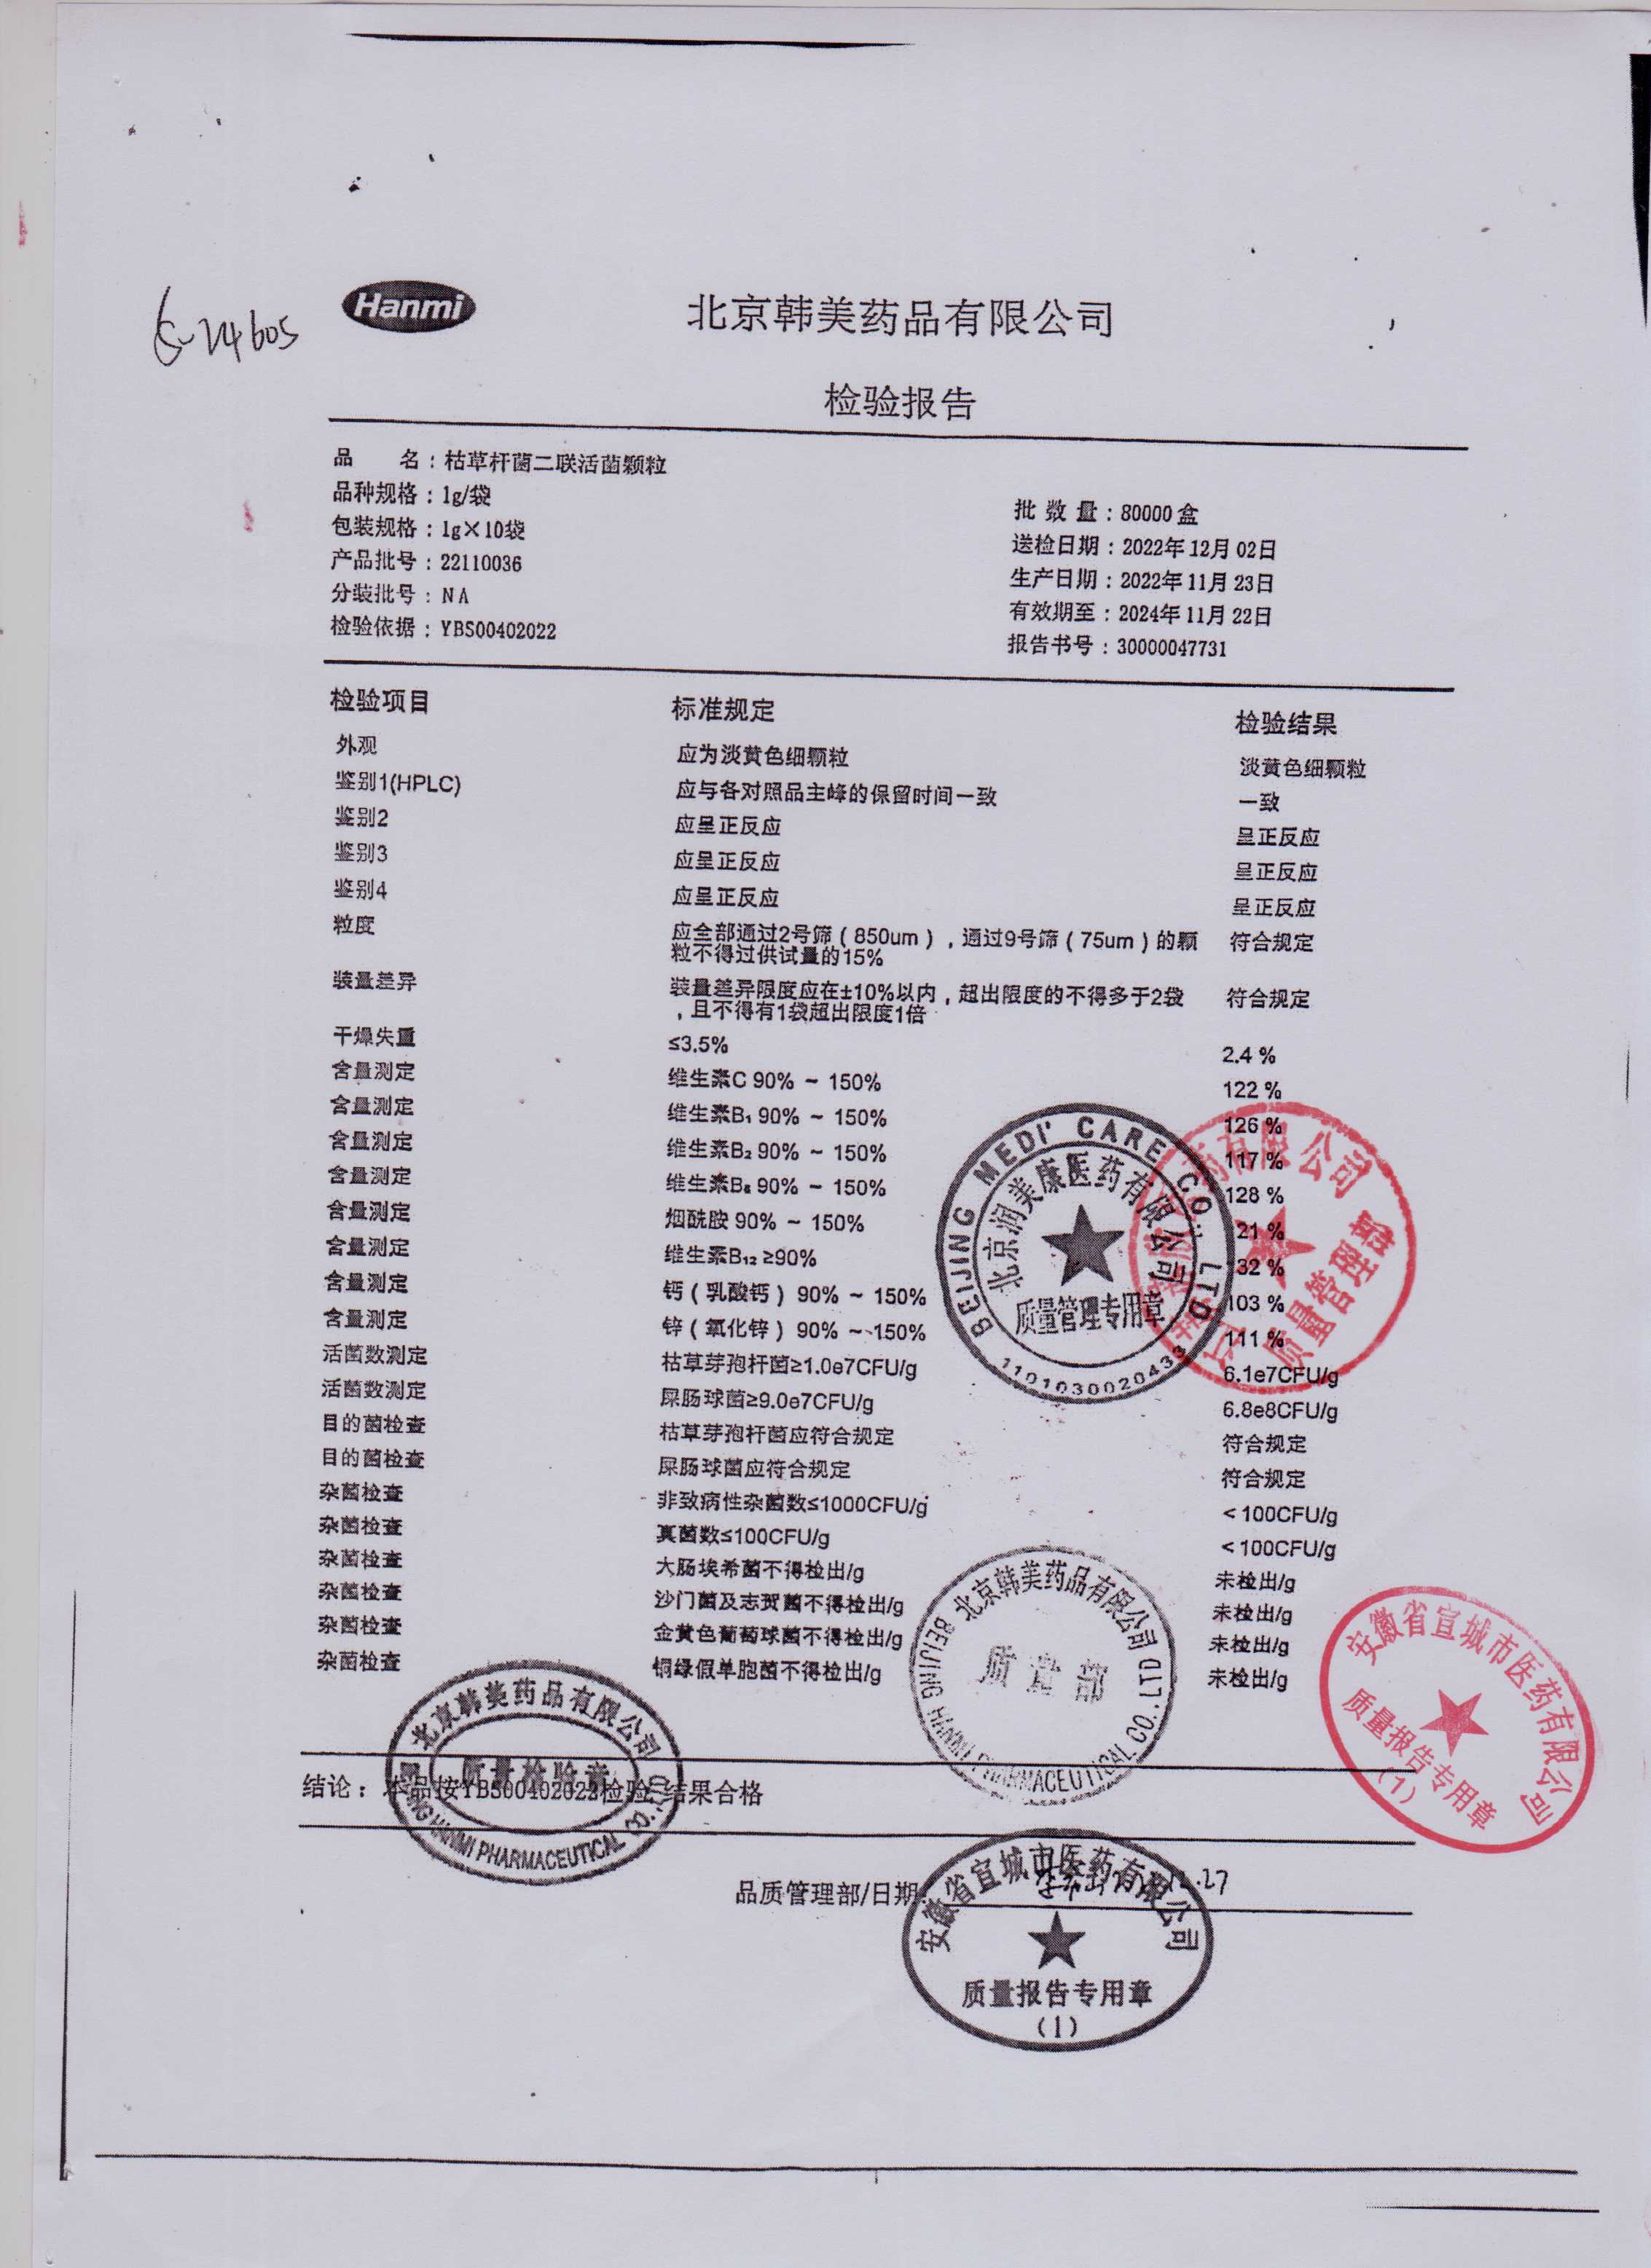 S-24605
Hanmi
北京韩美药品有限公司
检验报告
品 名：枯草杆菌二联活菌颗粒
品种规格：1g/袋
包装规格：1g×10袋
产品批号：22110036
分装批号：NA
检验依据：YBS00402022
批 数 量：80000 盒
送检日期：2022年12月02日
生产日期：2022年11月23日
有效期至：2024年11月22日
报告书号：30000047731
检验项目 标准规定 检验结果
外观 应为淡黄色细颗粒 淡黄色细颗粒
鉴别1(HPLC) 应与各对照品主峰的保留时间一致 一致
鉴别2 应呈正反应 呈正反应
鉴别3 应呈正反应 呈正反应
鉴别4 应呈正反应 呈正反应
粒度 应全部通过2号筛（850um），通过9号筛（75um）的颗 符合规定
粒不得过供试量的15%
装量差异 装量差异限度应在±10%以内，超出限度的不得多于2袋 符合规定
，且不得有1袋超出限度1倍
干燥失重 ≤3.5% 2.4 %
含量测定 维生素C 90% ~ 150% 122 %
含量测定 维生素B₁ 90% ~ 150% 126 %
含量测定 维生素B₂ 90% ~ 150% 117 %
含量测定 维生素B₆ 90% ~ 150% 128 %
含量测定 烟酰胺 90% ~ 150% 21 %
含量测定 维生素B₁₂ ≥90% 32 %
含量测定 钙（乳酸钙） 90% ~ 150% 103 %
含量测定 锌（氧化锌） 90% ~ 150% 111 %
活菌数测定 枯草芽孢杆菌≥1.0e7CFU/g 6.1e7CFU/g
活菌数测定 屎肠球菌≥9.0e7CFU/g 6.8e8CFU/g
目的菌检查 枯草芽孢杆菌应符合规定 符合规定
目的菌检查 屎肠球菌应符合规定 符合规定
杂菌检查 非致病性杂菌数≤1000CFU/g ＜100CFU/g
杂菌检查 真菌数≤100CFU/g ＜100CFU/g
杂菌检查 大肠埃希菌不得检出/g 未检出/g
杂菌检查 沙门菌及志贺菌不得检出/g 未检出/g
杂菌检查 金黄色葡萄球菌不得检出/g 未检出/g
杂菌检查 铜绿假单胞菌不得检出/g 未检出/g
BEIJING MEDI' CARE CO., LTD
北京润美康医药有限公司
质量管理专用章
1101030020433
药有限公司
质量管理部
北京韩美药品有限公司
质管部
BEIJING HANMI PHARMACEUTICAL CO.,LTD
安徽省宣城市医药有限公司
质量报告专用章
(1)
北京韩美药品有限公司
质量检验章
HANMI PHARMACEUTICAL CO.
结论：本品按YBS00402022检验 结果合格
品质管理部/日期 12.27
安徽省宣城市医药有限公司
质量报告专用章
(1)